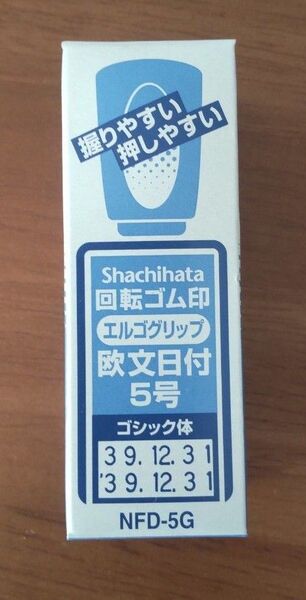 握りやすい
押しやすい
Shachihata
回転ゴム印
エルゴグリップ
欧文日付
5号
ゴシック体
39.12.31
'39.12.31
NFD-5G